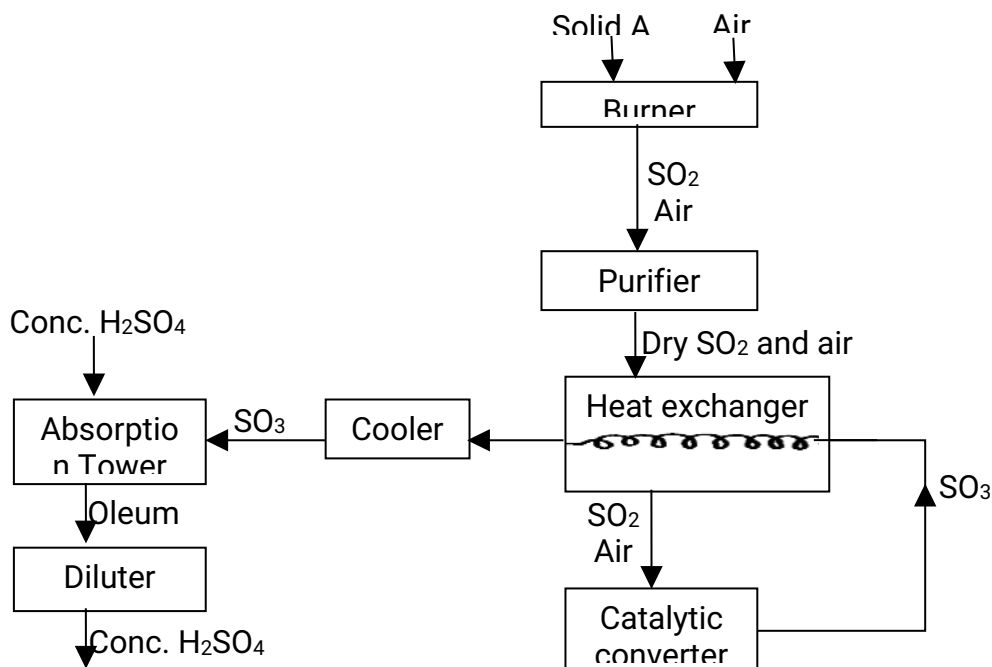 Solid A
Air
Burner
SO₂
Air
Purifier
Conc. H₂SO₄
Dry SO₂ and air
Heat exchanger
Absorptio
n Tower
SO₃
Cooler
SO₃
Oleum
SO₂
Air
Diluter
Catalytic
converter
Conc. H₂SO₄